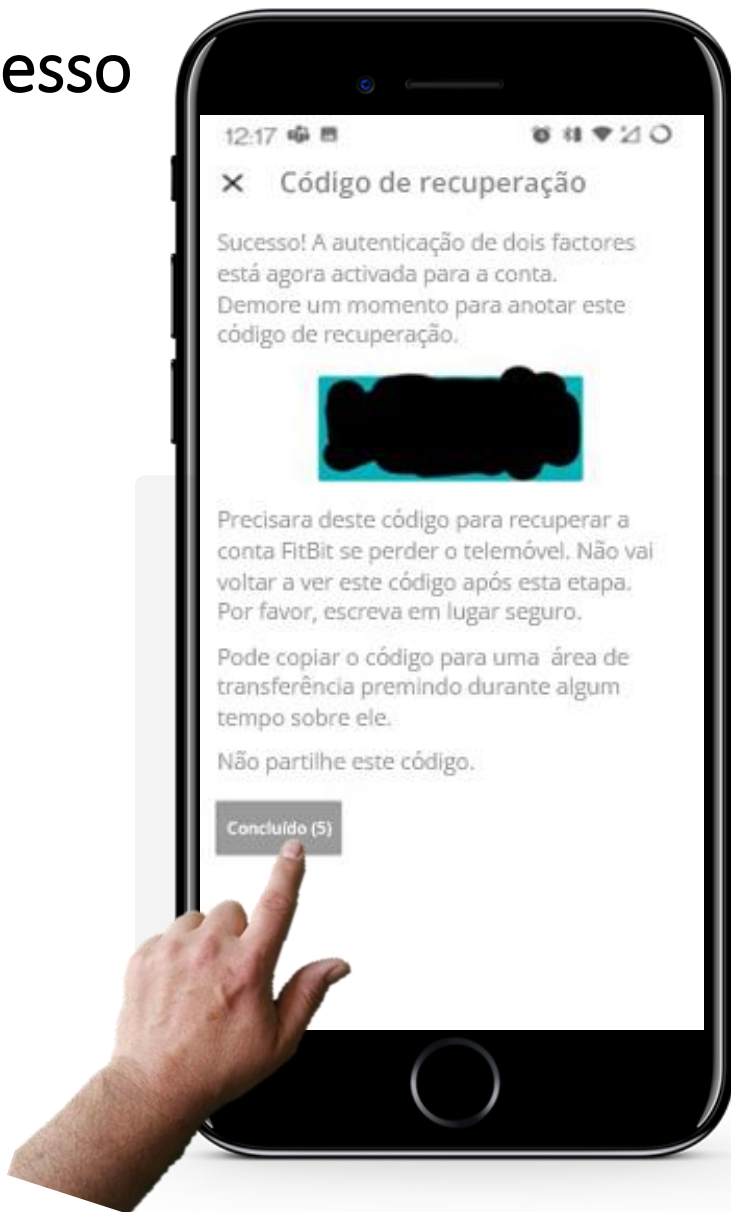 esso
12:17
Código de recuperação
Sucesso! A autenticação de dois factores
está agora activada para a conta.
Demore um momento para anotar este
código de recuperação.
Precisara deste código para recuperar a
conta FitBit se perder o telemóvel. Não vai
voltar a ver este código após esta etapa.
Por favor, escreva em lugar seguro.
Pode copiar o código para uma área de
transferência premindo durante algum
tempo sobre ele.
Não partilhe este código.
Concluído (5)